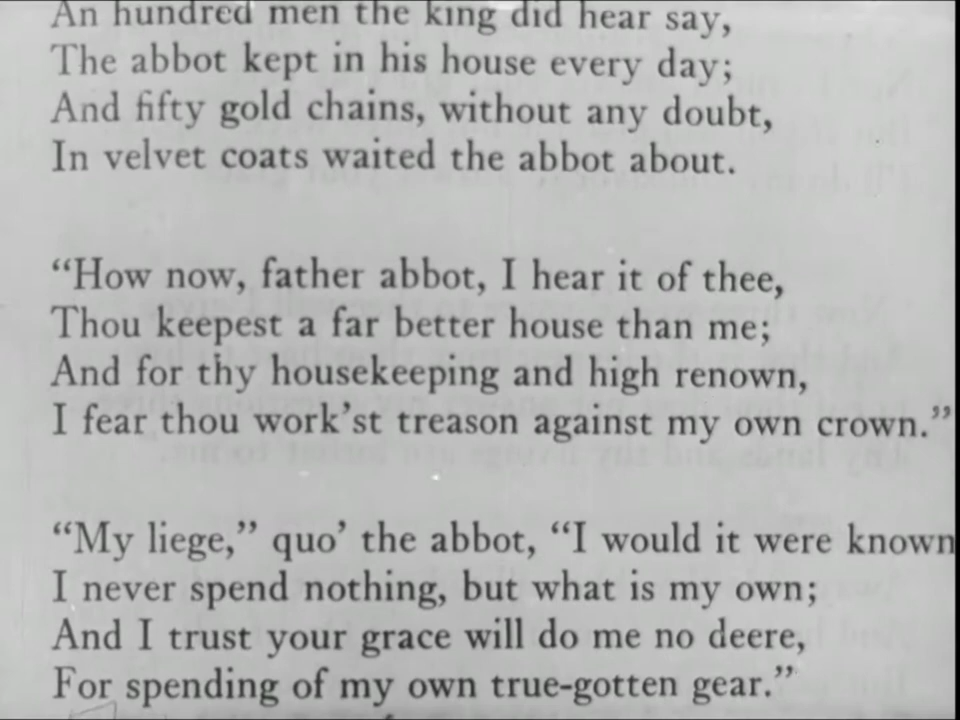 An hundred men the king did hear say,
The abbot kept in his house every day;
And fifty gold chains, without any doubt,
In velvet coats waited the abbot about.
“How now, father abbot, I hear it of thee,
Thou keepest a far better house than me;
And for thy housekeeping and high renown,
I fear thou work’st treason against my own crown.”
“My liege,” quo’ the abbot, “I would it were known
I never spend nothing, but what is my own;
And I trust your grace will do me no deere,
For spending of my own true-gotten gear.”